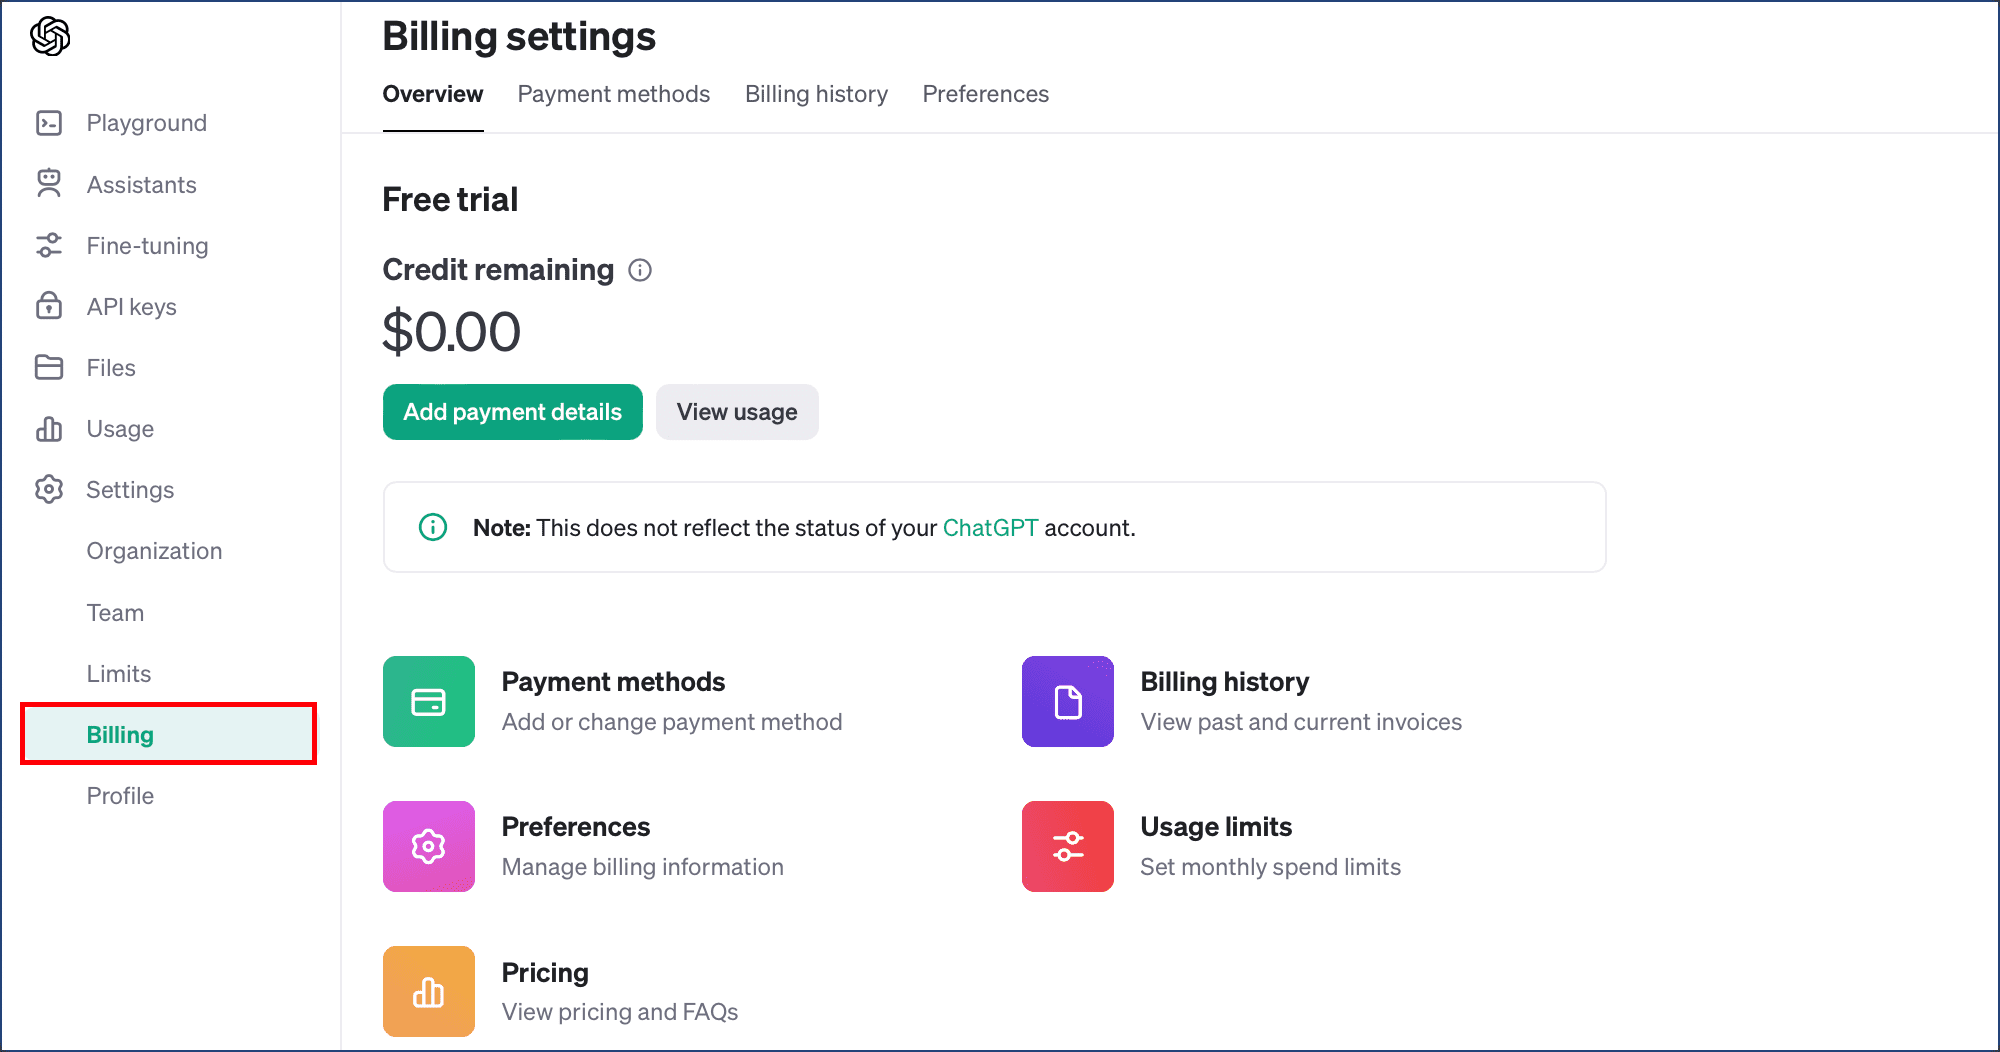 Playground
Assistants
Fine-tuning
API keys
Files
Usage
Settings
Organization
Team
Limits
Billing
Profile
Billing settings
Overview Payment methods Billing history Preferences
Free trial
Credit remaining
$0.00
Add payment details View usage
Note: This does not reflect the status of your ChatGPT account.
Payment methods
Add or change payment method
Billing history
View past and current invoices
Preferences
Manage billing information
Usage limits
Set monthly spend limits
Pricing
View pricing and FAQs